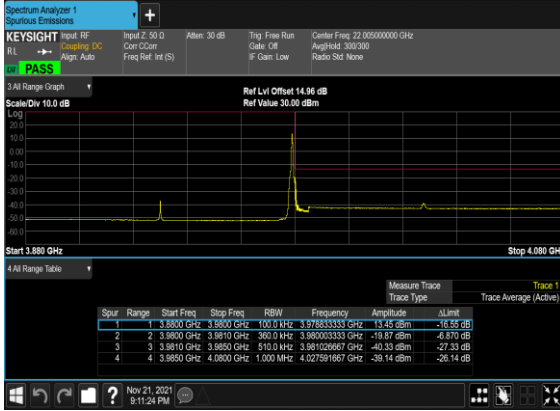 Spectrum Analyzer 1
Spurious Emissions
+
KEYSIGHT Input: RF Input Z: 50 Ω Atten: 30 dB Trig: Free Run Center Freq: 22.005000000 GHz
RL Coupling: DC Corr CCorr Gate: Off Avg|Hold: 300/300
Align: Auto Freq Ref: Int (S) IF Gain: Low Radio Std: None
PASS
3 All Range Graph
Ref Lvl Offset 14.96 dB
Scale/Div 10.0 dB Ref Value 30.00 dBm
Log
20.0
10.0
0.00
-10.0
-20.0
-30.0
-40.0
-50.0
-60.0
Start 3.880 GHz Stop 4.080 GH
4 All Range Table
Measure Trace Trace 1
Trace Type Trace Average (Active)
Spur Range Start Freq Stop Freq RBW Frequency Amplitude ΔLimit
1 1 3.8800 GHz 3.9800 GHz 100.0 kHz 3.978833333 GHz 13.45 dBm -16.55 dB
2 2 3.9800 GHz 3.9810 GHz 360.0 kHz 3.980003333 GHz -19.87 dBm -6.870 dB
3 3 3.9810 GHz 3.9850 GHz 510.0 kHz 3.981026667 GHz -40.33 dBm -27.33 dB
4 4 3.9850 GHz 4.0800 GHz 1.000 MHz 4.027591667 GHz -39.14 dBm -26.14 dB
?
Nov 21, 2021
9:11:24 PM